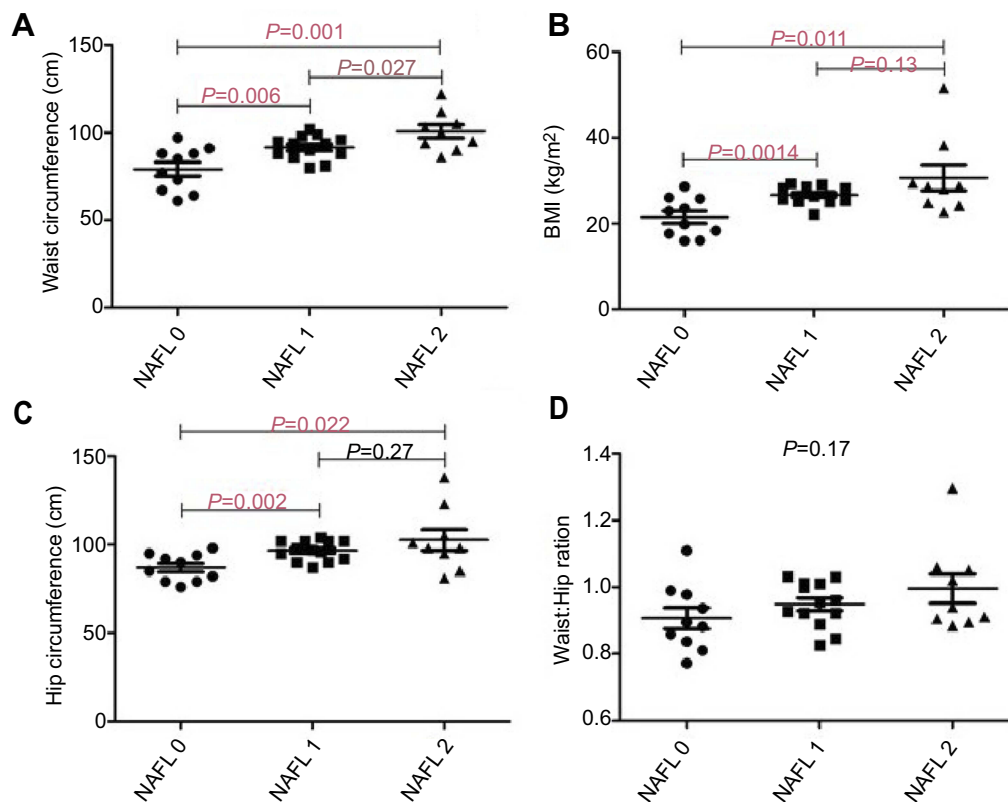 A
Waist circumference (cm)
150
100
50
0
P=0.001
P=0.027
P=0.006
NAFL 0
NAFL 1
NAFL 2
B
BMI (kg/m²)
60
40
20
0
P=0.011
P=0.13
P=0.0014
NAFL 0
NAFL 1
NAFL 2
C
Hip circumference (cm)
150
100
50
0
P=0.022
P=0.27
P=0.002
NAFL 0
NAFL 1
NAFL 2
D
Waist:Hip ration
1.4
1.2
1.0
0.8
0.6
P=0.17
NAFL 0
NAFL 1
NAFL 2